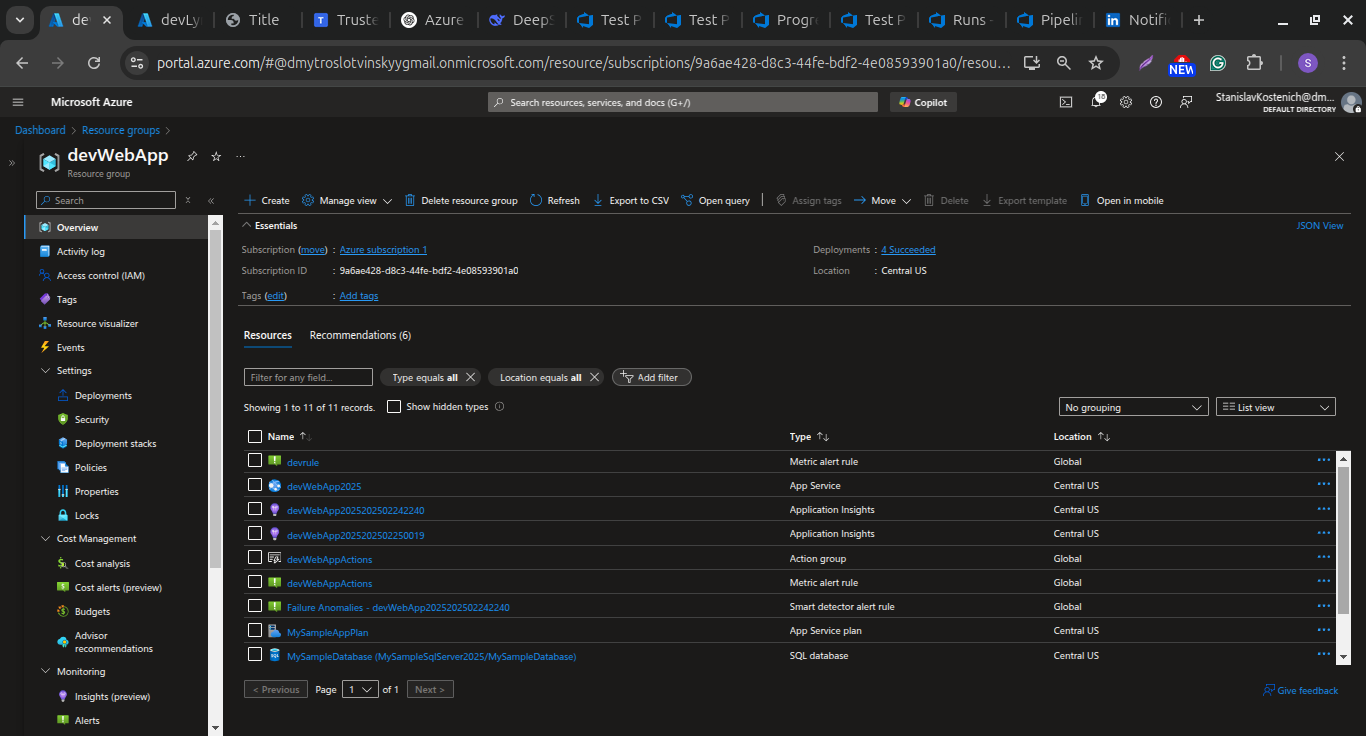 de
devLy
Title
Truste
Azure
DeepS
Test P
Test P
Progr
Test P
Runs -
Pipelin
Notifi
portal.azure.com/#@dmytroslotvinskyygmail.onmicrosoft.com/resource/subscriptions/9a6ae428-d8c3-44fe-bdf2-4e08593901a0/resou...
NEW
S
Microsoft Azure
Search resources, services, and docs (G+/)
Copilot
18
StanislavKostenich@dm...
DEFAULT DIRECTORY
Dashboard > Resource groups >
devWebApp
Resource group
Search
Overview
Activity log
Access control (IAM)
Tags
Resource visualizer
Events
Settings
Deployments
Security
Deployment stacks
Policies
Properties
Locks
Cost Management
Cost analysis
Cost alerts (preview)
Budgets
Advisor
recommendations
Monitoring
Insights (preview)
Alerts
Create
Manage view
Delete resource group
Refresh
Export to CSV
Open query
Assign tags
Move
Delete
Export template
Open in mobile
Essentials
JSON View
Subscription (move) : Azure subscription 1
Subscription ID : 9a6ae428-d8c3-44fe-bdf2-4e08593901a0
Tags (edit) : Add tags
Deployments : 4 Succeeded
Location : Central US
Resources
Recommendations (6)
Filter for any field...
Type equals all
Location equals all
Add filter
Showing 1 to 11 of 11 records.
Show hidden types
No grouping
List view
Name Type Location
devrule Metric alert rule Global
devWebApp2025 App Service Central US
devWebApp2025202502242240 Application Insights Central US
devWebApp2025202502250019 Application Insights Central US
devWebAppActions Action group Global
devWebAppActions Metric alert rule Global
Failure Anomalies - devWebApp2025202502242240 Smart detector alert rule Global
MySampleAppPlan App Service plan Central US
MySampleDatabase (MySampleSqlServer2025/MySampleDatabase) SQL database Central US
< Previous Page 1 of 1 Next >
Give feedback